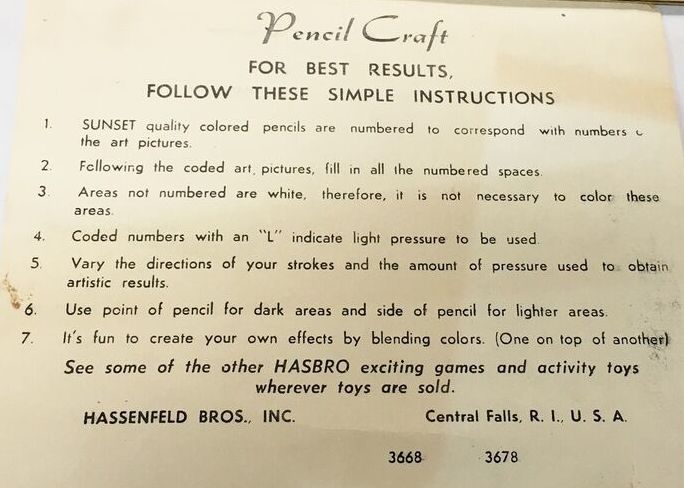 Pencil Craft
FOR BEST RESULTS,
FOLLOW THESE SIMPLE INSTRUCTIONS
1. SUNSET quality colored pencils are numbered to correspond with numbers
the art pictures.
2. Following the coded art pictures, fill in all the numbered spaces.
3. Areas not numbered are white, therefore, it is not necessary to color these
areas.
4. Coded numbers with an "L" indicate light pressure to be used.
5. Vary the directions of your strokes and the amount of pressure used to obtain
artistic results.
6. Use point of pencil for dark areas and side of pencil for lighter areas.
7. It's fun to create your own effects by blending colors. (One on top of another)
See some of the other HASBRO exciting games and activity toys
wherever toys are sold.
HASSENFELD BROS., INC. Central Falls, R. I., U. S. A.
3668 3678